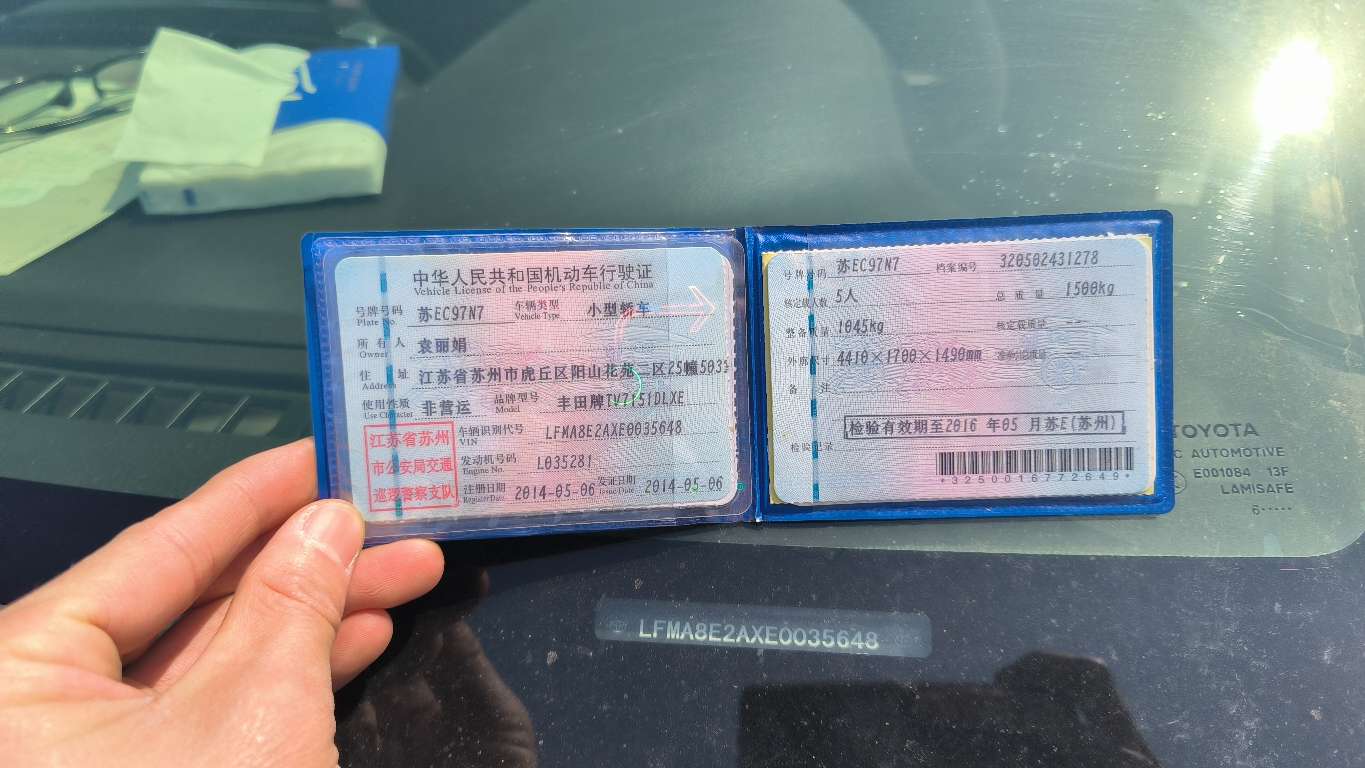 中华人民共和国机动车行驶证
Vehicle License of the People's Republic of China
号牌号码 苏EC97N7 车辆类型 小型轿车
Plate No. Vehicle Type
所有人 袁丽娟
Owner
住址 江苏省苏州市虎丘区阳山花苑二区25幢503室
Address
使用性质 非营运 品牌型号 丰田牌TV7151DLXE
Use Character Model
江苏省苏州
市公安局交通
巡逻警察支队
车辆识别代号 LFMA8E2AXE0035648
VIN
发动机号码 L035281
Engine No.
注册日期 2014-05-06 发证日期 2014-05-06
Register Date Issue Date
号牌号码 苏EC97N7 档案编号 320502431278
核定载人数 5人 总质量 1500kg
整备质量 1045kg 核定载质量 --
外廓尺寸 4410×1700×1490mm 准牵引总质量 --
备注
检验有效期至2016年05月苏E(苏州)
检验记录
*3250016772649*
TOYOTA
AUTOMOTIVE
E001084 13F
LAMISAFE
6·····
LFMA8E2AXE0035648